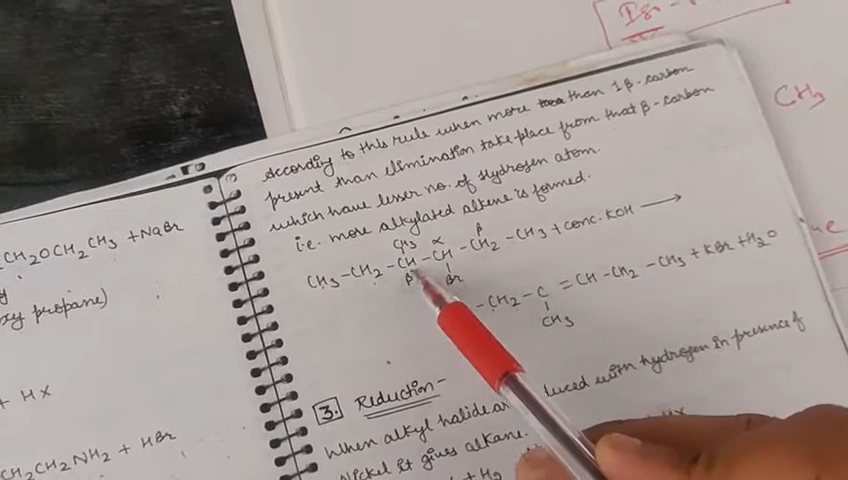 CH2OCH2CH3 + NaBr
oxy propane)
+ HX
CH2CH2NH2 + HBr
According to this rule when more than 1 β-carbon
present than elimination take place from that β-carbon
which have lesser no. of Hydrogen atom.
i.e. more alkylated alkene is formed.
CH3 α β
CH3-CH2-CH-CH-CH2-CH3 + conc. KOH →
β Br
-CH2-C=CH-CH2-CH3 + KBr + H2O
CH3
3. Reduction-
When alkyl halide with hydrogen in presence of
Nickel it gives alkane.
+ H2
HX
CH3